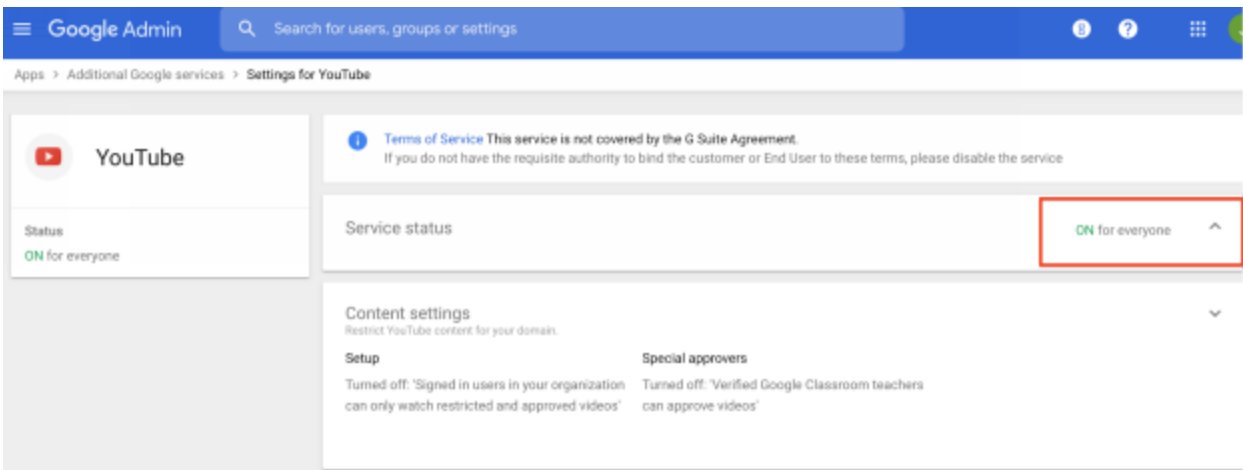 Google Admin
Search for users, groups or settings
Apps > Additional Google services > Settings for YouTube
YouTube
Status
ON for everyone
Terms of Service This service is not covered by the G Suite Agreement.
If you do not have the requisite authority to bind the customer or End User to these terms, please disable the service
Service status
ON for everyone
Content settings
Restrict YouTube content for your domain.
Setup
Turned off: 'Signed in users in your organization
can only watch restricted and approved videos'
Special approvers
Turned off: 'Verified Google Classroom teachers
can approve videos'